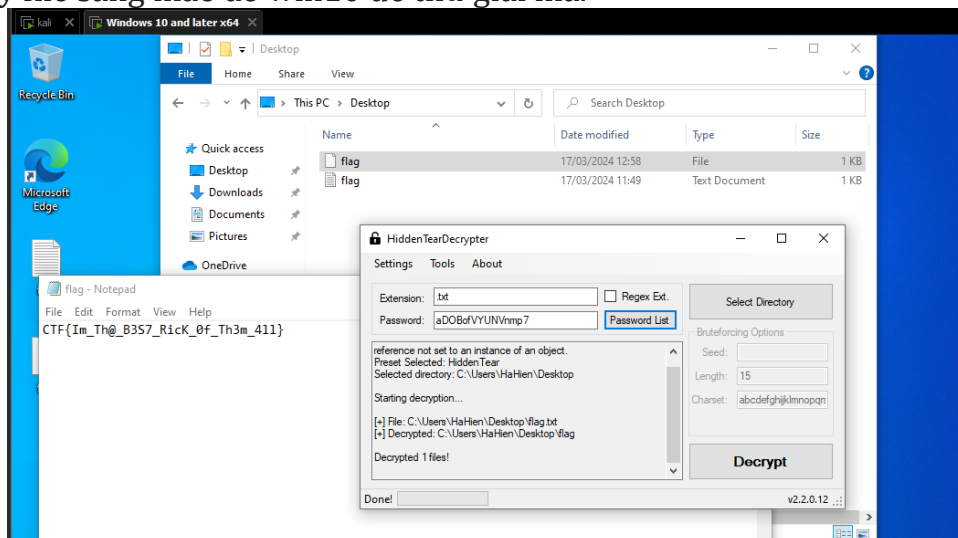 kali
Windows 10 and later x64
Desktop
File Home Share View
Recycle Bin
This PC > Desktop
Search Desktop
Name Date modified Type Size
Quick access
flag 17/03/2024 12:58 File 1 KB
Desktop
flag 17/03/2024 11:49 Text Document 1 KB
Downloads
Microsoft
Edge
Documents
Pictures
OneDrive
HiddenTearDecrypter
Settings Tools About
Extension: .txt Regex Ext. Select Directory
Password: aDOBofVYUNVnmp7 Password List
Bruteforcing Options
Seed:
Length: 15
Charset: abcdefghijklmnopqrs
reference not set to an instance of an object.
Preset Selected: HiddenTear
Selected directory: C:\Users\HaHien\Desktop
Starting decryption...
[+] File: C:\Users\HaHien\Desktop\flag.txt
[+] Decrypted: C:\Users\HaHien\Desktop\flag
Decrypted 1 files!
Decrypt
Done! v2.2.0.12
flag - Notepad
File Edit Format View Help
CTF{Im_Th@_B3S7_RicK_0f_Th3m_4ll}